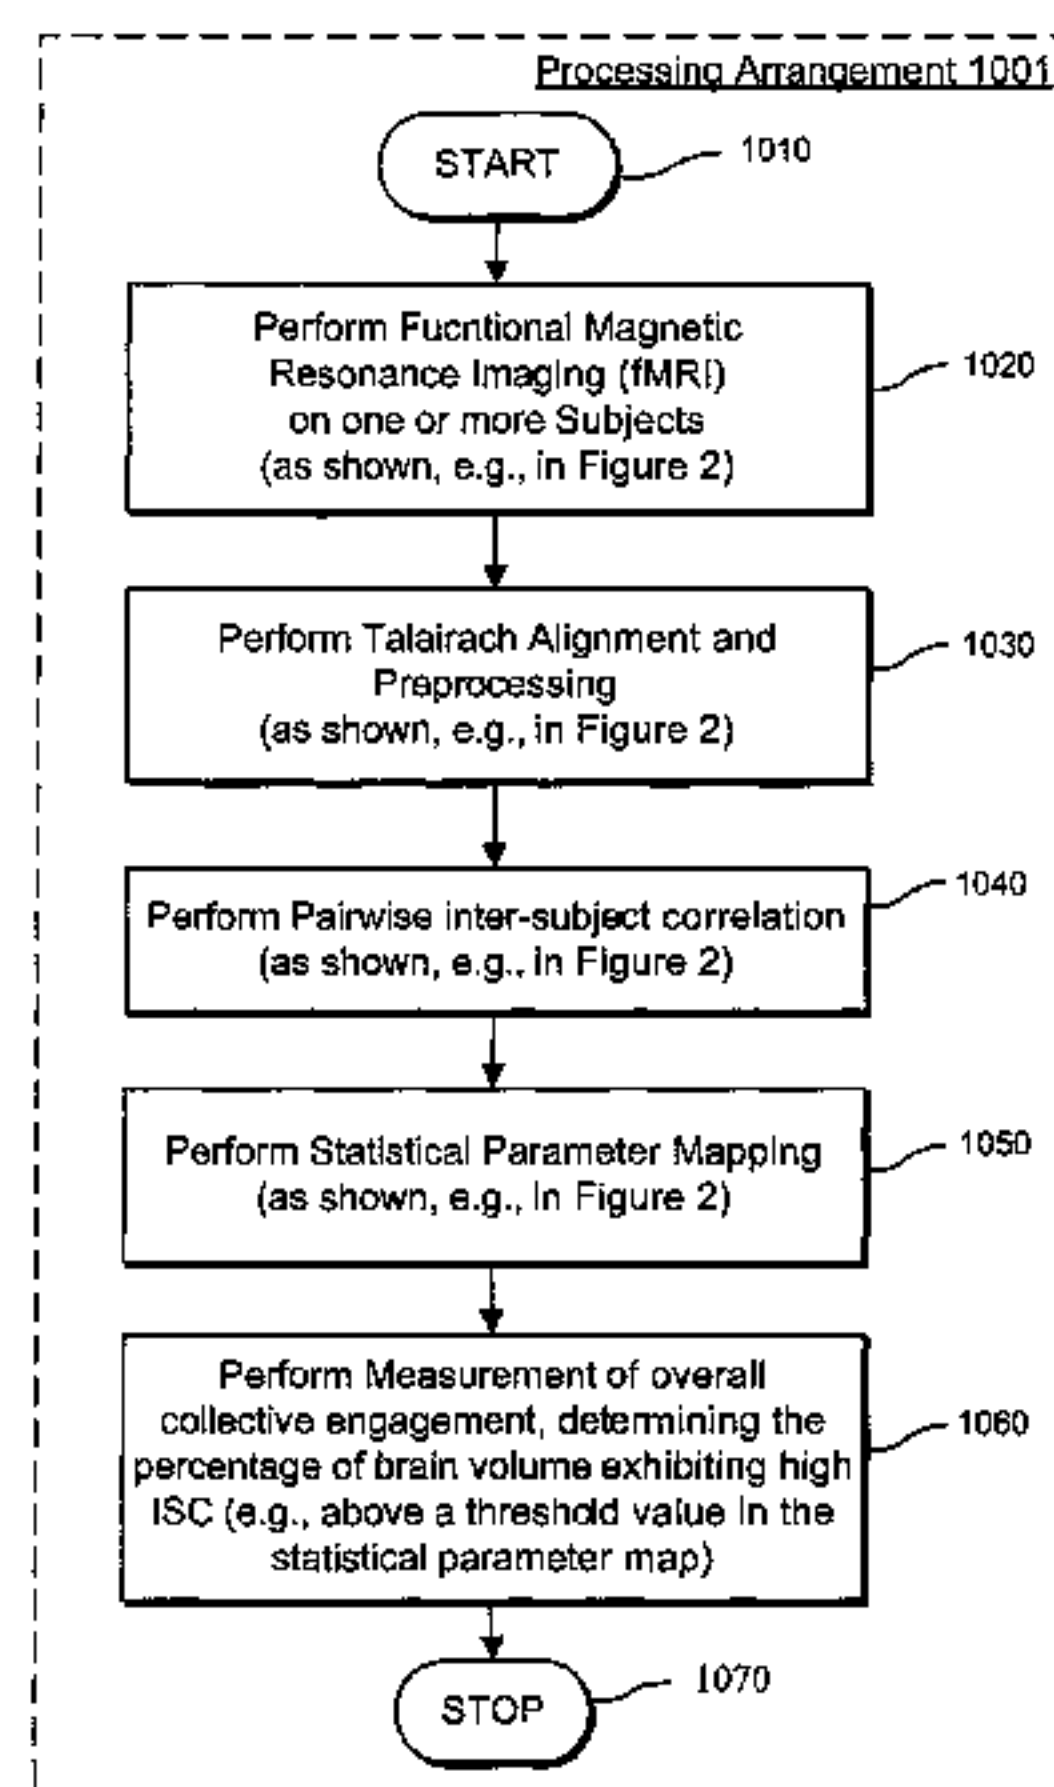 Processing Arrangement 1001
START
1010
Perform Fucntional Magnetic
Resonance Imaging (fMRI)
on one or more Subjects
(as shown, e.g., in Figure 2)
1020
Perform Talairach Alignment and
Preprocessing
(as shown, e.g., in Figure 2)
1030
Perform Pairwise inter-subject correlation
(as shown, e.g., in Figure 2)
1040
Perform Statistical Parameter Mapping
(as shown, e.g., in Figure 2)
1050
Perform Measurement of overall
collective engagement, determining the
percentage of brain volume exhibiting high
ISC (e.g., above a threshold value in the
statistical parameter map)
1060
STOP
1070